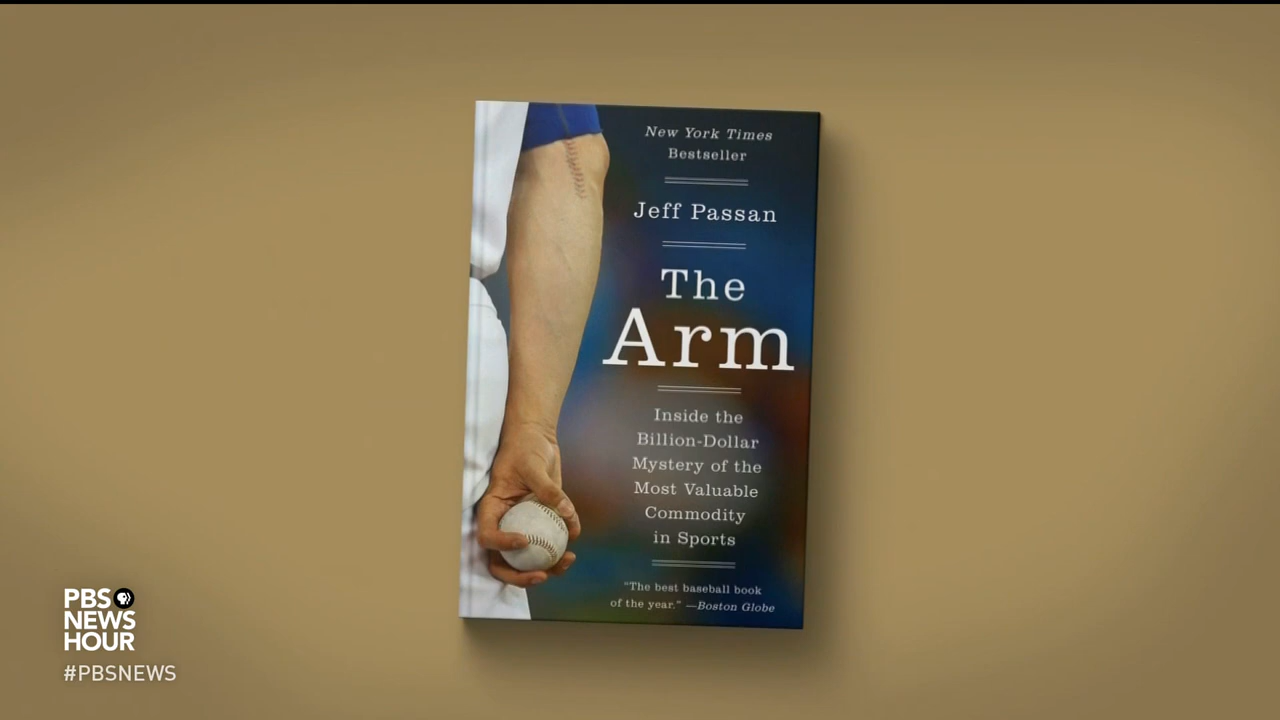 New York Times
Bestseller
Jeff Passan
The
Arm
Inside the
Billion-Dollar
Mystery of the
Most Valuable
Commodity
in Sports
"The best baseball book
of the year." —Boston Globe
PBS
NEWS
HOUR
#PBSNEWS